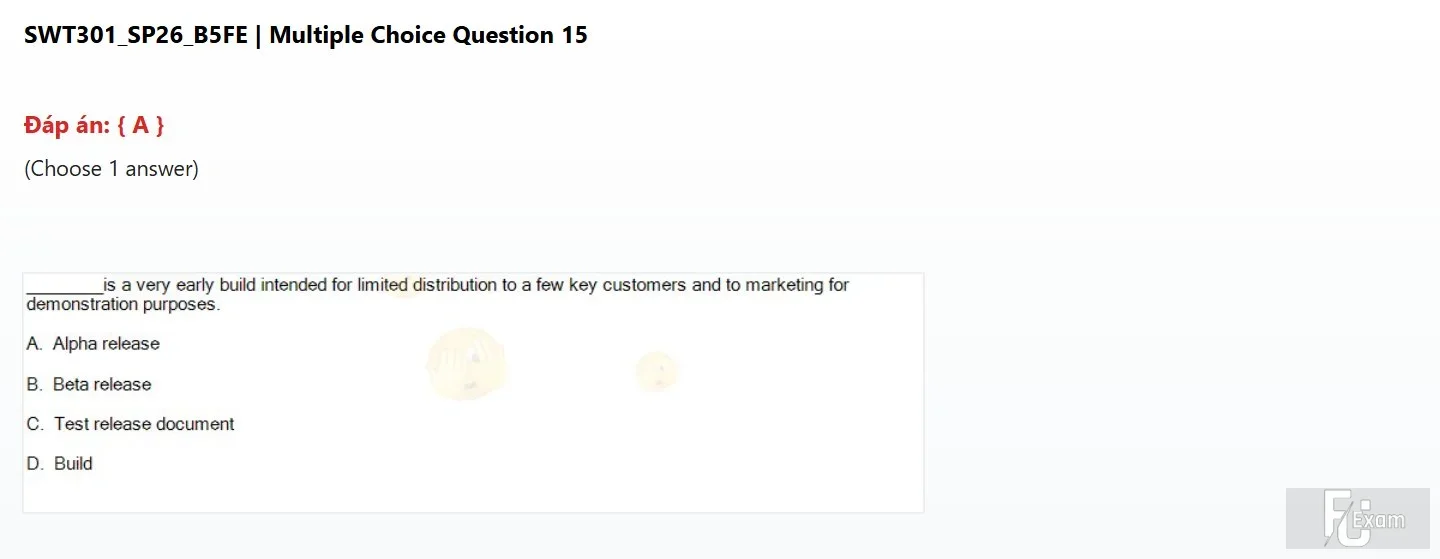 SWT301_SP26_B5FE | Multiple Choice Question 15
Đáp án: { A }
(Choose 1 answer)
________is a very early build intended for limited distribution to a few key customers and to marketing for
demonstration purposes.
A. Alpha release
B. Beta release
C. Test release document
D. Build
FU Exam